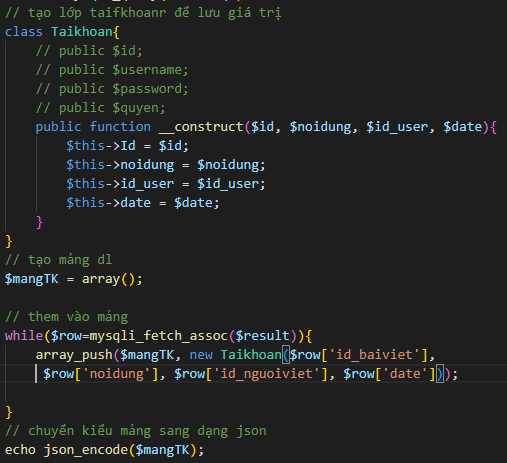 // tạo lớp taifkhoanr để lưu giá trị
class Taikhoan{
    // public $id;
    // public $username;
    // public $password;
    // public $quyen;
    public function __construct($id, $noidung, $id_user, $date){
        $this->Id = $id;
        $this->noidung = $noidung;
        $this->id_user = $id_user;
        $this->date = $date;
    }
}
// tạo mảng dl
$mangTK = array();
// them vào mảng
while($row=mysqli_fetch_assoc($result)){
    array_push($mangTK, new Taikhoan($row['id_baiviet'],
     $row['noidung'], $row['id_nguoiviet'], $row['date']));
}
// chuyển kiểu mảng sang dạng json
echo json_encode($mangTK);